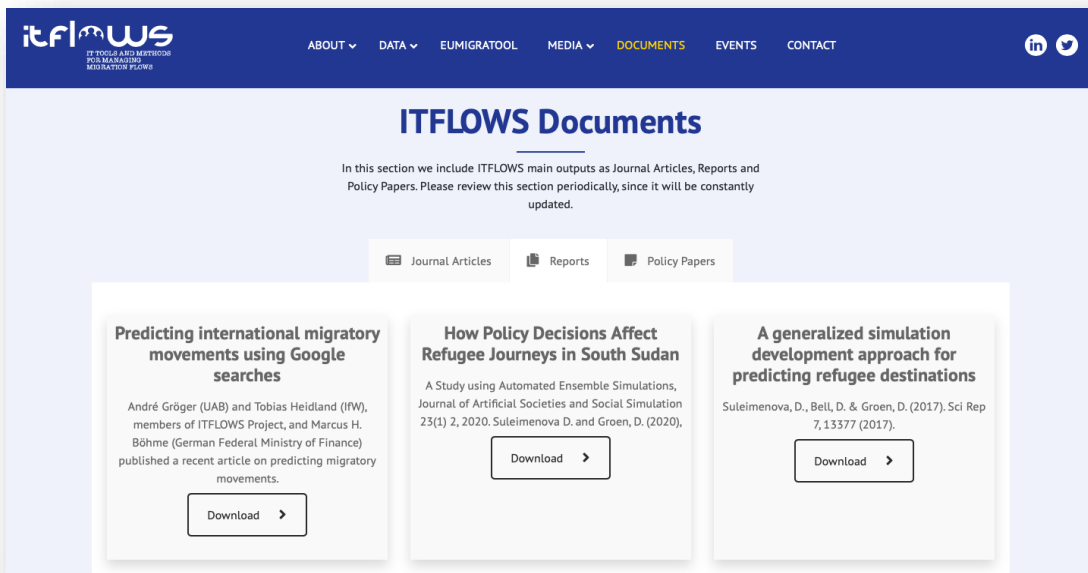 itflows
IT TOOLS AND METHODS
FOR MANAGING
MIGRATION FLOWS
ABOUT
DATA
EUMIGRATOOL
MEDIA
DOCUMENTS
EVENTS
CONTACT
in
ITFLOWS Documents
In this section we include ITFLOWS main outputs as Journal Articles, Reports and
Policy Papers. Please review this section periodically, since it will be constantly
updated.
Journal Articles
Reports
Policy Papers
Predicting international migratory
movements using Google
searches
André Gröger (UAB) and Tobias Heidland (IfW),
members of ITFLOWS Project, and Marcus H.
Böhme (German Federal Ministry of Finance)
published a recent article on predicting migratory
movements.
Download
How Policy Decisions Affect
Refugee Journeys in South Sudan
A Study using Automated Ensemble Simulations,
Journal of Artificial Societies and Social Simulation
23(1) 2, 2020. Suleimenova D. and Groen, D. (2020),
Download
A generalized simulation
development approach for
predicting refugee destinations
Suleimenova, D., Bell, D. & Groen, D. (2017). Sci Rep
7, 13377 (2017).
Download